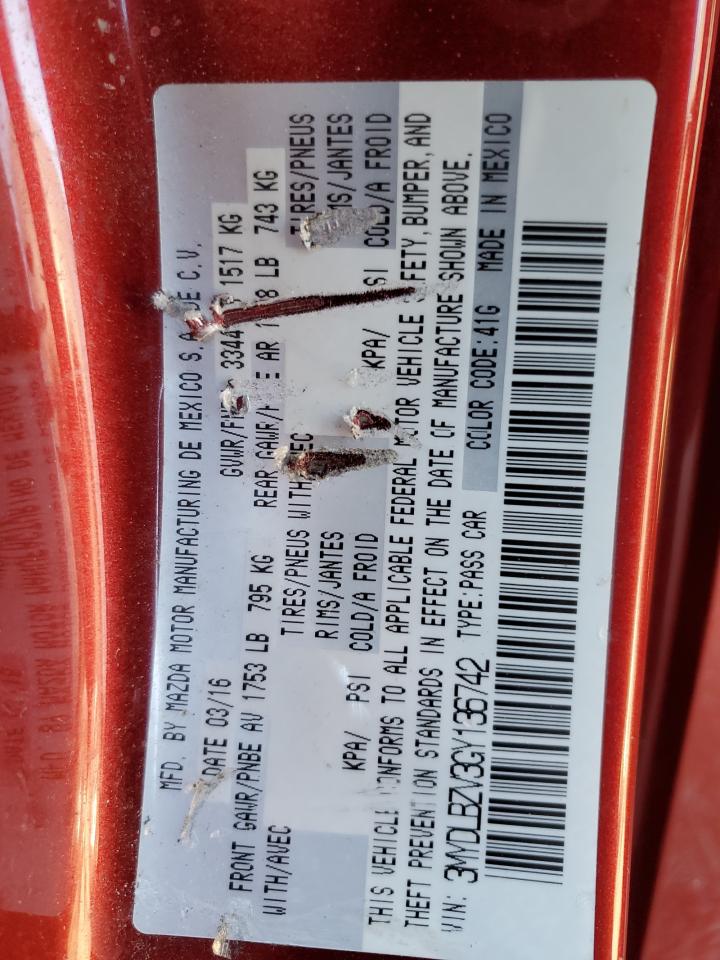 MFD. BY MAZDA MOTOR MANUFACTURING DE MEXICO S.A. DE C.V.
DATE 03/16 GVWR/ 3344 1517 KG
FRONT GAWR/PNBE AV 1753 LB 795 KG REAR GAWR/ E AR LB 743 KG
WITH/AVEC TIRES/PNEUS WITH/AVEC TIRES/PNEUS
RIMS/JANTES RIMS/JANTES
KPA/ PSI COLD/A FROID KPA/ PSI COLD/A FROID
THIS VEHICLE CONFORMS TO ALL APPLICABLE FEDERAL MOTOR VEHICLE SAFETY, BUMPER, AND
THEFT PREVENTION STANDARDS IN EFFECT ON THE DATE OF MANUFACTURE SHOWN ABOVE.
VIN: 3MYDLBZV3GY136742 TYPE:PASS CAR COLOR CODE:41G MADE IN MEXICO